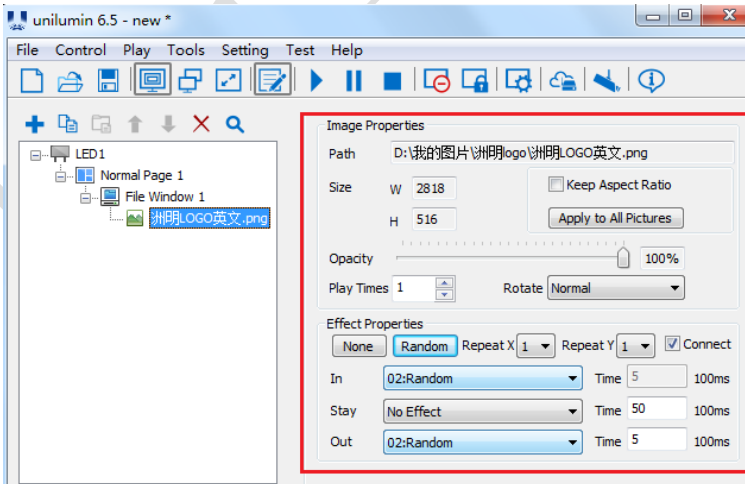 unilumin 6.5 - new *
File Control Play Tools Setting Test Help
LED1
Normal Page 1
File Window 1
洲明LOGO英文.png
Image Properties
Path D:\我的图片\洲明logo\洲明LOGO英文.png
Size W 2818 Keep Aspect Ratio
H 516 Apply to All Pictures
Opacity 100%
Play Times 1 Rotate Normal
Effect Properties
None Random Repeat X 1 Repeat Y 1 Connect
In 02:Random Time 5 100ms
Stay No Effect Time 50 100ms
Out 02:Random Time 5 100ms